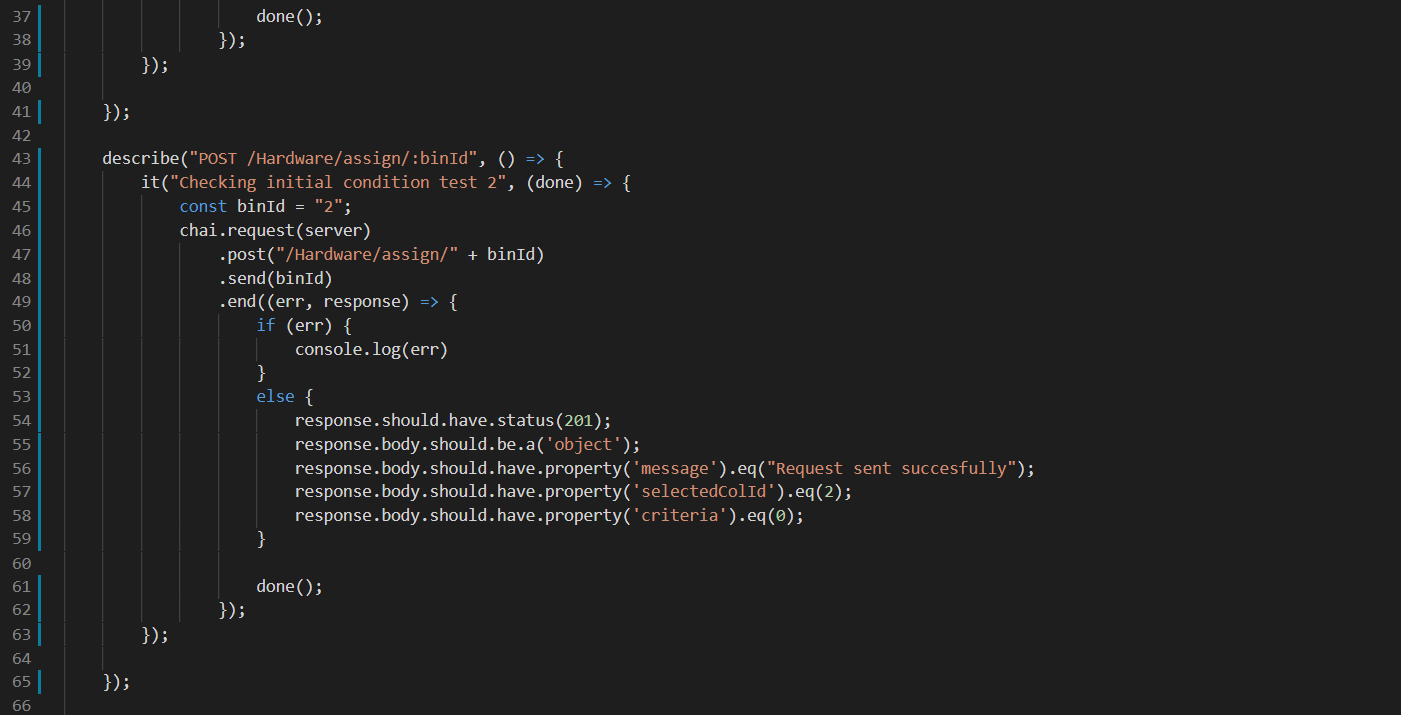 37 done();
38 });
39 });
40
41 });
42
43 describe("POST /Hardware/assign/:binId", () => {
44 it("Checking initial condition test 2", (done) => {
45 const binId = "2";
46 chai.request(server)
47 .post("/Hardware/assign/" + binId)
48 .send(binId)
49 .end((err, response) => {
50 if (err) {
51 console.log(err)
52 }
53 else {
54 response.should.have.status(201);
55 response.body.should.be.a('object');
56 response.body.should.have.property('message').eq("Request sent succesfully");
57 response.body.should.have.property('selectedColId').eq(2);
58 response.body.should.have.property('criteria').eq(0);
59 }
60
61 done();
62 });
63 });
64
65 });
66